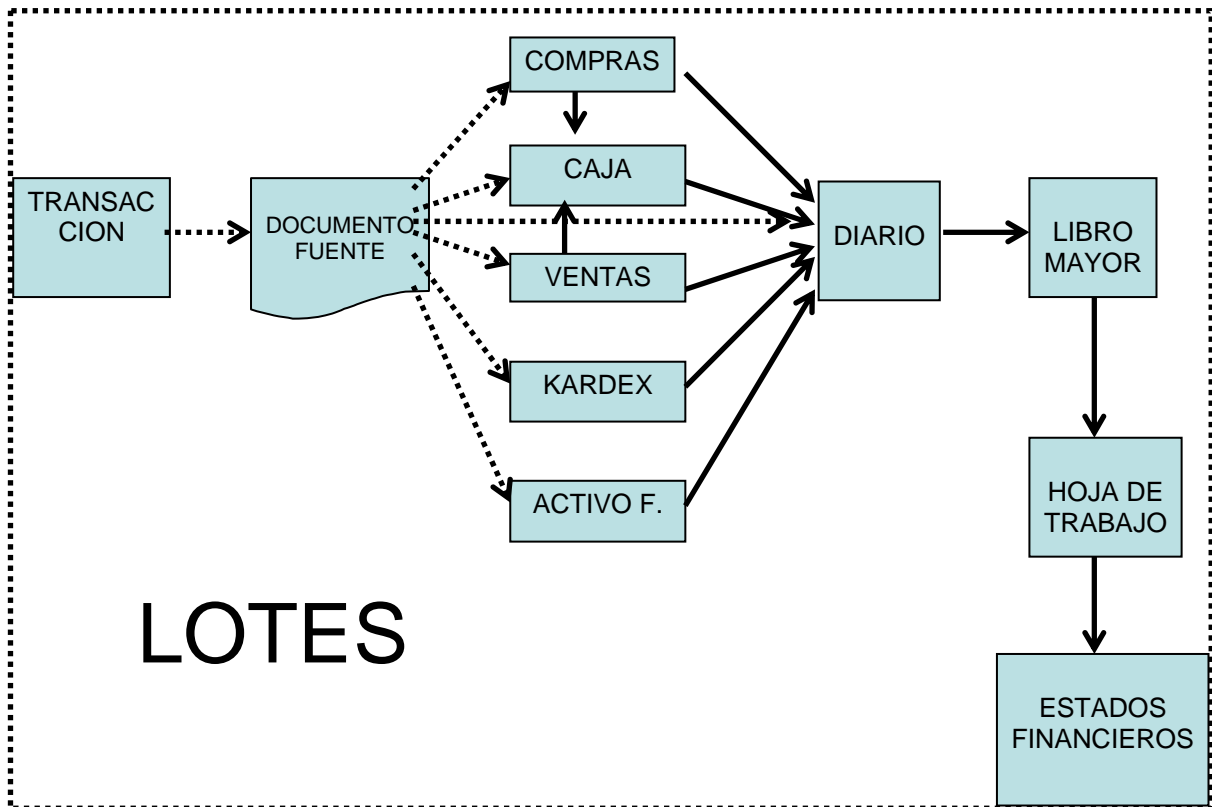 COMPRAS
CAJA
TRANSAC
CION
DOCUMENTO
FUENTE
VENTAS
DIARIO
LIBRO
MAYOR
KARDEX
ACTIVO F.
HOJA DE
TRABAJO
LOTES
ESTADOS
FINANCIEROS